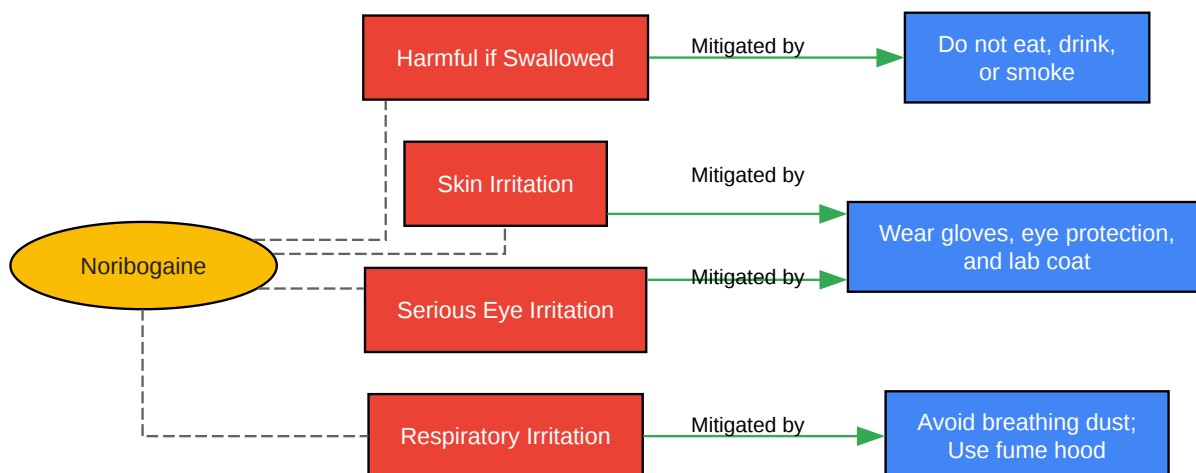 Harmful if Swallowed
Mitigated by
Do not eat, drink,
or smoke
Skin Irritation
Mitigated by
Wear gloves, eye protection,
and lab coat
Noribogaine
Serious Eye Irritation
Mitigated by
Respiratory Irritation
Mitigated by
Avoid breathing dust;
Use fume hood